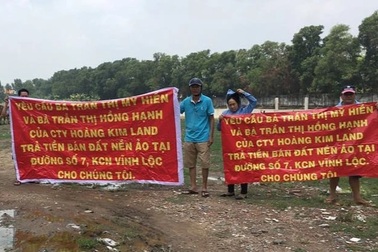 YÊU CẦU BÀ TRẦN THỊ MỸ HIỀN
VÀ BÀ TRẦN THỊ HỒNG HẠNH
CỦA CTY HOÀNG KIM LAND
TRẢ TIỀN BÁN ĐẤT NỀN ẢO TẠI
ĐƯỜNG SỐ 7, KCN VĨNH LỘC
CHO CHÚNG TÔI.
YÊU CẦU BÀ TRẦN THỊ MỸ HIỀN
VÀ BÀ TRẦN THỊ HỒNG HẠNH
CỦA CTY HOÀNG KIM LAND
TRẢ TIỀN BÁN ĐẤT NỀN ẢO TẠI
ĐƯỜNG SỐ 7, KCN VĨNH LỘC
CHO CHÚNG TÔI.